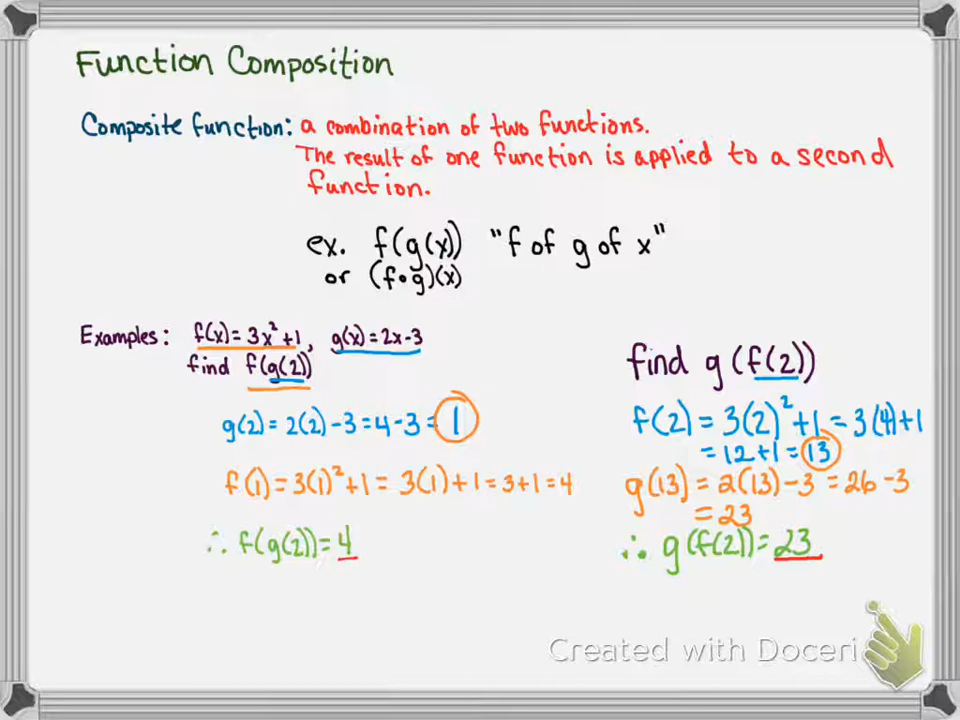 Function Composition
Composite function: a combination of two functions.
The result of one function is applied to a second
function.
ex. f(g(x)) "f of g of x"
or (f∘g)(x)
Examples: f(x)=3x²+1, g(x)=2x-3
find f(g(2))
g(2)=2(2)-3=4-3=1
f(1)=3(1)²+1=3(1)+1=3+1=4
∴ f(g(2))=4
find g(f(2))
f(2)=3(2)²+1=3(4)+1
=12+1=13
g(13)=2(13)-3=26-3
=23
∴ g(f(2))=23
Created with Doceri